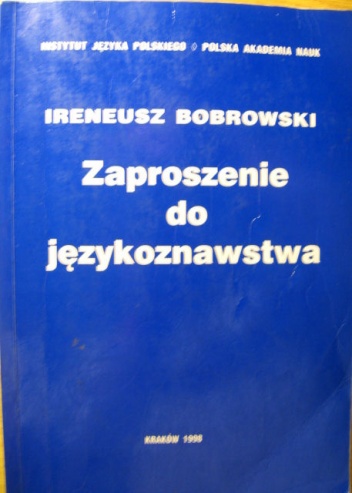 INSTYTUT JĘZYKA POLSKIEGO ◊ POLSKA AKADEMIA NAUK
IRENEUSZ BOBROWSKI
Zaproszenie
do
językoznawstwa
KRAKÓW 1998